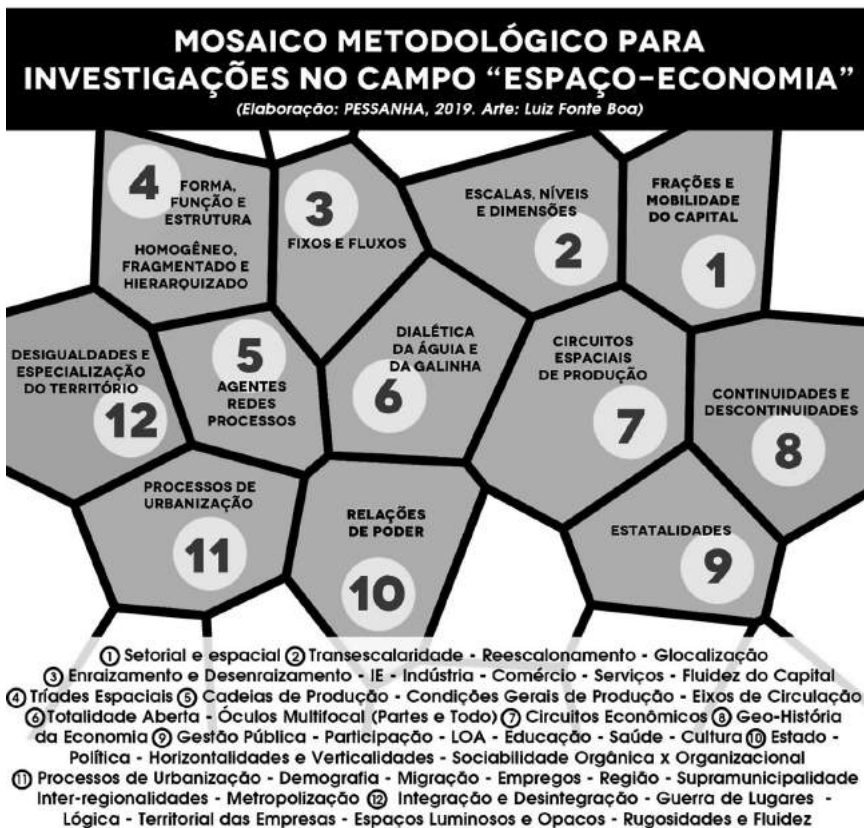 MOSAICO METODOLÓGICO PARA
INVESTIGAÇÕES NO CAMPO “ESPAÇO-ECONOMIA”
(Elaboração: PESSANHA, 2019. Arte: Luiz Fonte Boa)
4
FORMA,
FUNÇÃO E
ESTRUTURA
HOMOGÊNEO,
FRAGMENTADO E
HIERARQUIZADO
3
FIXOS E FLUXOS
ESCALAS, NÍVEIS
E DIMENSÕES
2
FRAÇÕES E
MOBILIDADE
DO CAPITAL
1
DESIGUALDADES E
ESPECIALIZAÇÃO
DO TERRITÓRIO
12
5
AGENTES
REDES
PROCESSOS
DIALÉTICA
DA ÁGUIA E
DA GALINHA
6
CIRCUITOS
ESPACIAIS
DE PRODUÇÃO
7
CONTINUIDADES E
DESCONTINUIDADES
8
PROCESSOS DE
URBANIZAÇÃO
11
RELAÇÕES
DE PODER
10
ESTATALIDADES
9
① Setorial e espacial ② Transescalaridade - Reescalonamento - Glocalização
③ Enraizamento e Desenraizamento - IE - Indústria - Comércio - Serviços - Fluidez do Capital
④ Tríades Espaciais ⑤ Cadeias de Produção - Condições Gerais de Produção - Eixos de Circulação
⑥ Totalidade Aberta - Óculos Multifocal (Partes e Todo) ⑦ Circuitos Econômicos ⑧ Geo-História
da Economia ⑨ Gestão Pública - Participação - LOA - Educação - Saúde - Cultura ⑩ Estado -
Política - Horizontalidades e Verticalidades - Sociabilidade Orgânica x Organizacional
⑪ Processos de Urbanização - Demografia - Migração - Empregos - Região - Supramunicipalidade
Inter-regionalidades - Metropolização ⑫ Integração e Desintegração - Guerra de Lugares -
Lógica - Territorial das Empresas - Espaços Luminosos e Opacos - Rugosidades e Fluidez